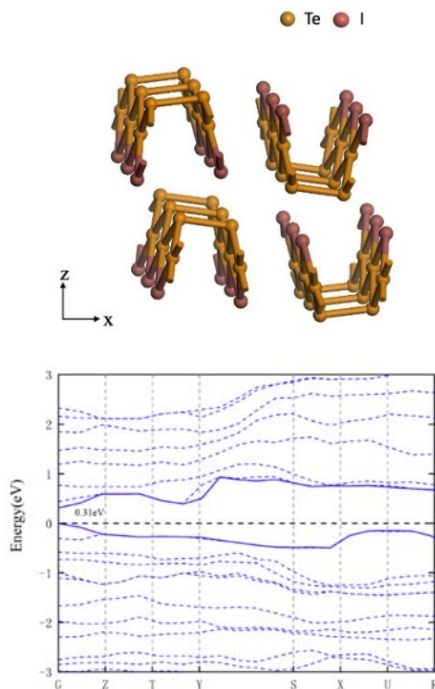 Te I
Z
X
3
2
1
0.31eV
0
-1
-2
-3
Energy(eV)
G Z T Y S X U R